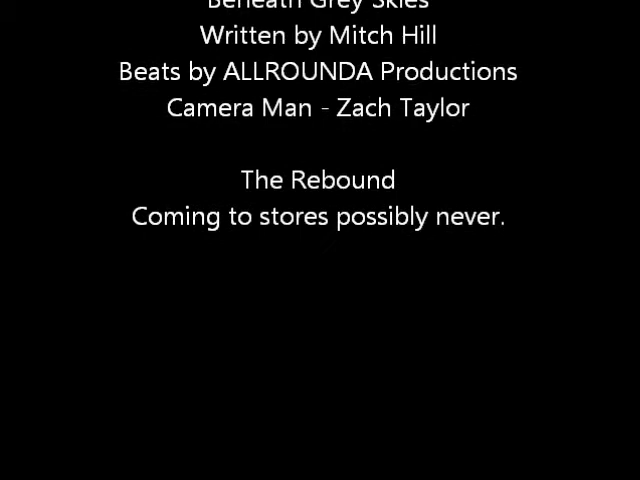 Beneath Grey Skies
Written by Mitch Hill
Beats by ALLROUNDA Productions
Camera Man - Zach Taylor
The Rebound
Coming to stores possibly never.